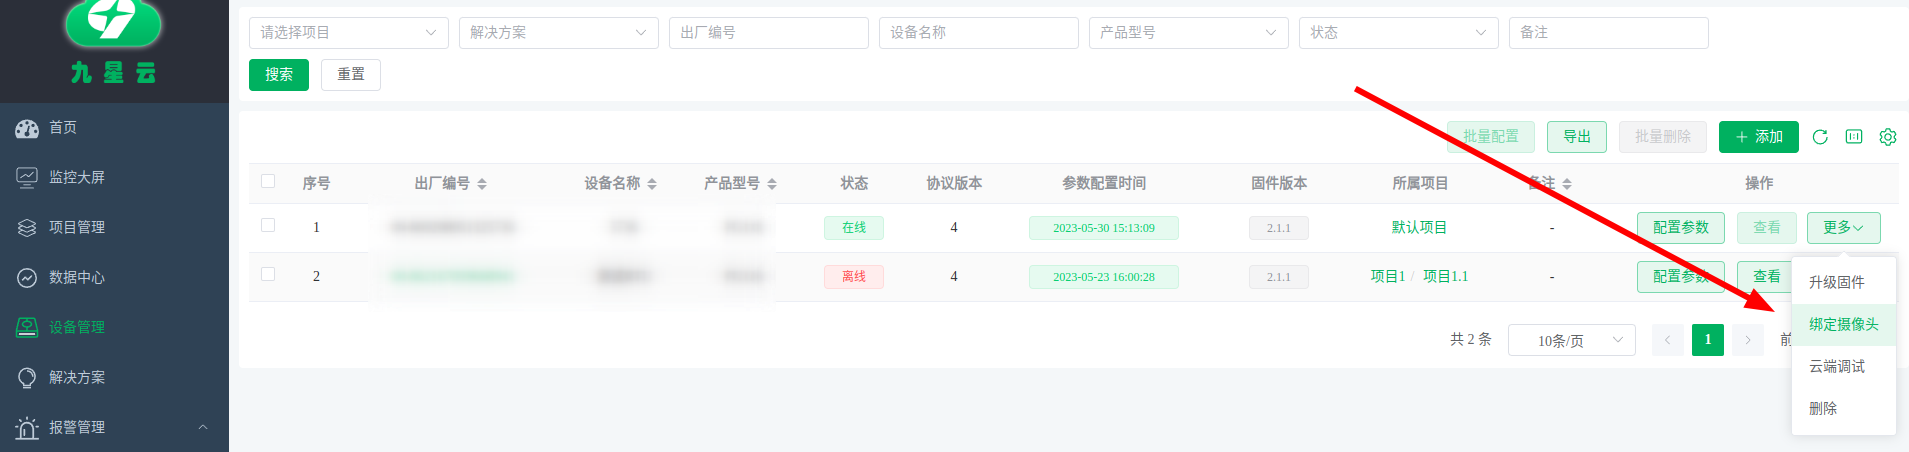 九星云
首页
监控大屏
项目管理
数据中心
设备管理
解决方案
报警管理
请选择项目 解决方案 出厂编号 设备名称 产品型号 状态 备注
搜索 重置
批量配置 导出 批量删除 添加
序号 出厂编号 设备名称 产品型号 状态 协议版本 参数配置时间 固件版本 所属项目 备注 操作
1 在线 4 2023-05-30 15:13:09 2.1.1 默认项目 - 配置参数 查看 更多
2 离线 4 2023-05-23 16:00:28 2.1.1 项目1 / 项目1.1 - 配置参数 查看
升级固件
绑定摄像头
云端调试
删除
共 2 条 10条/页 1 前